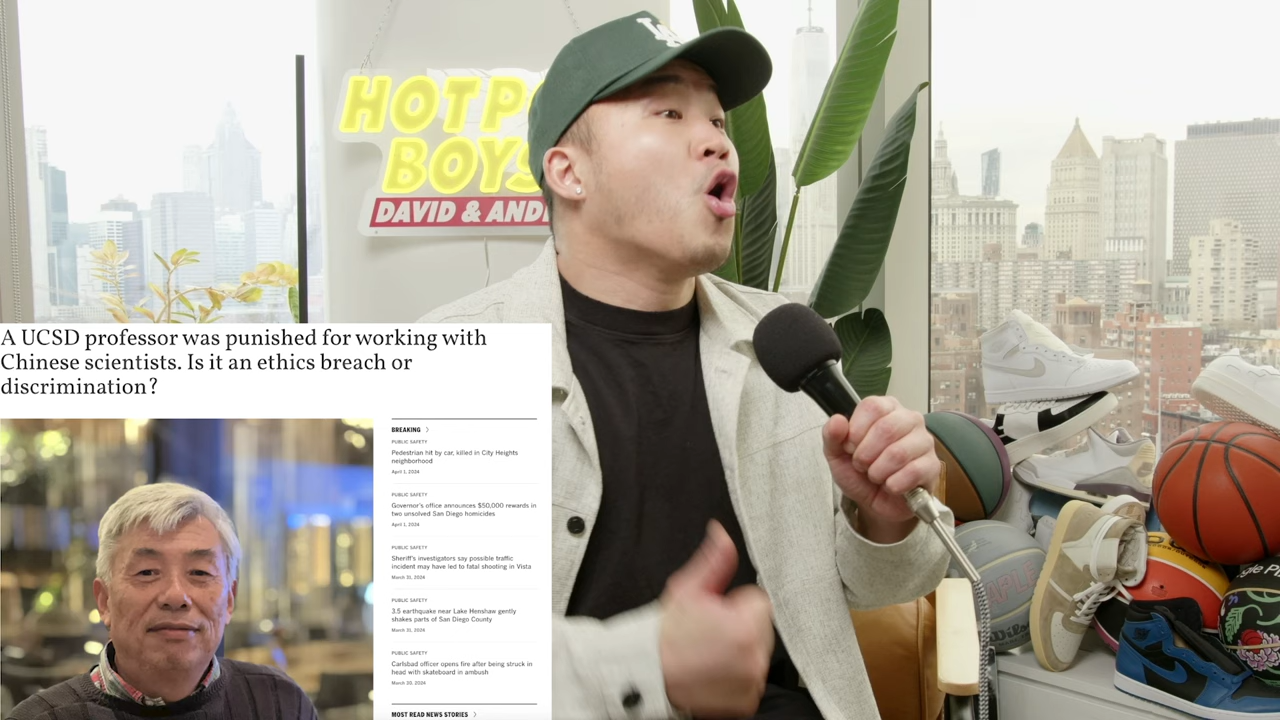 LA
HOT P
BOYS
DAVID & AND
A UCSD professor was punished for working with
Chinese scientists. Is it an ethics breach or
discrimination?
BREAKING
PUBLIC SAFETY
Pedestrian hit by car, killed in City Heights
neighborhood
April 1, 2024
PUBLIC SAFETY
Governor's office announces $50,000 rewards in
two unsolved San Diego homicides
April 1, 2024
PUBLIC SAFETY
Sheriff's investigators say possible traffic
incident may have led to fatal shooting in Vista
March 31, 2024
PUBLIC SAFETY
3.5 earthquake near Lake Henshaw gently
shakes parts of San Diego County
March 31, 2024
PUBLIC SAFETY
Carlsbad officer opens fire after being struck in
head with skateboard in ambush
March 30, 2024
MOST READ NEWS STORIES
Wilson